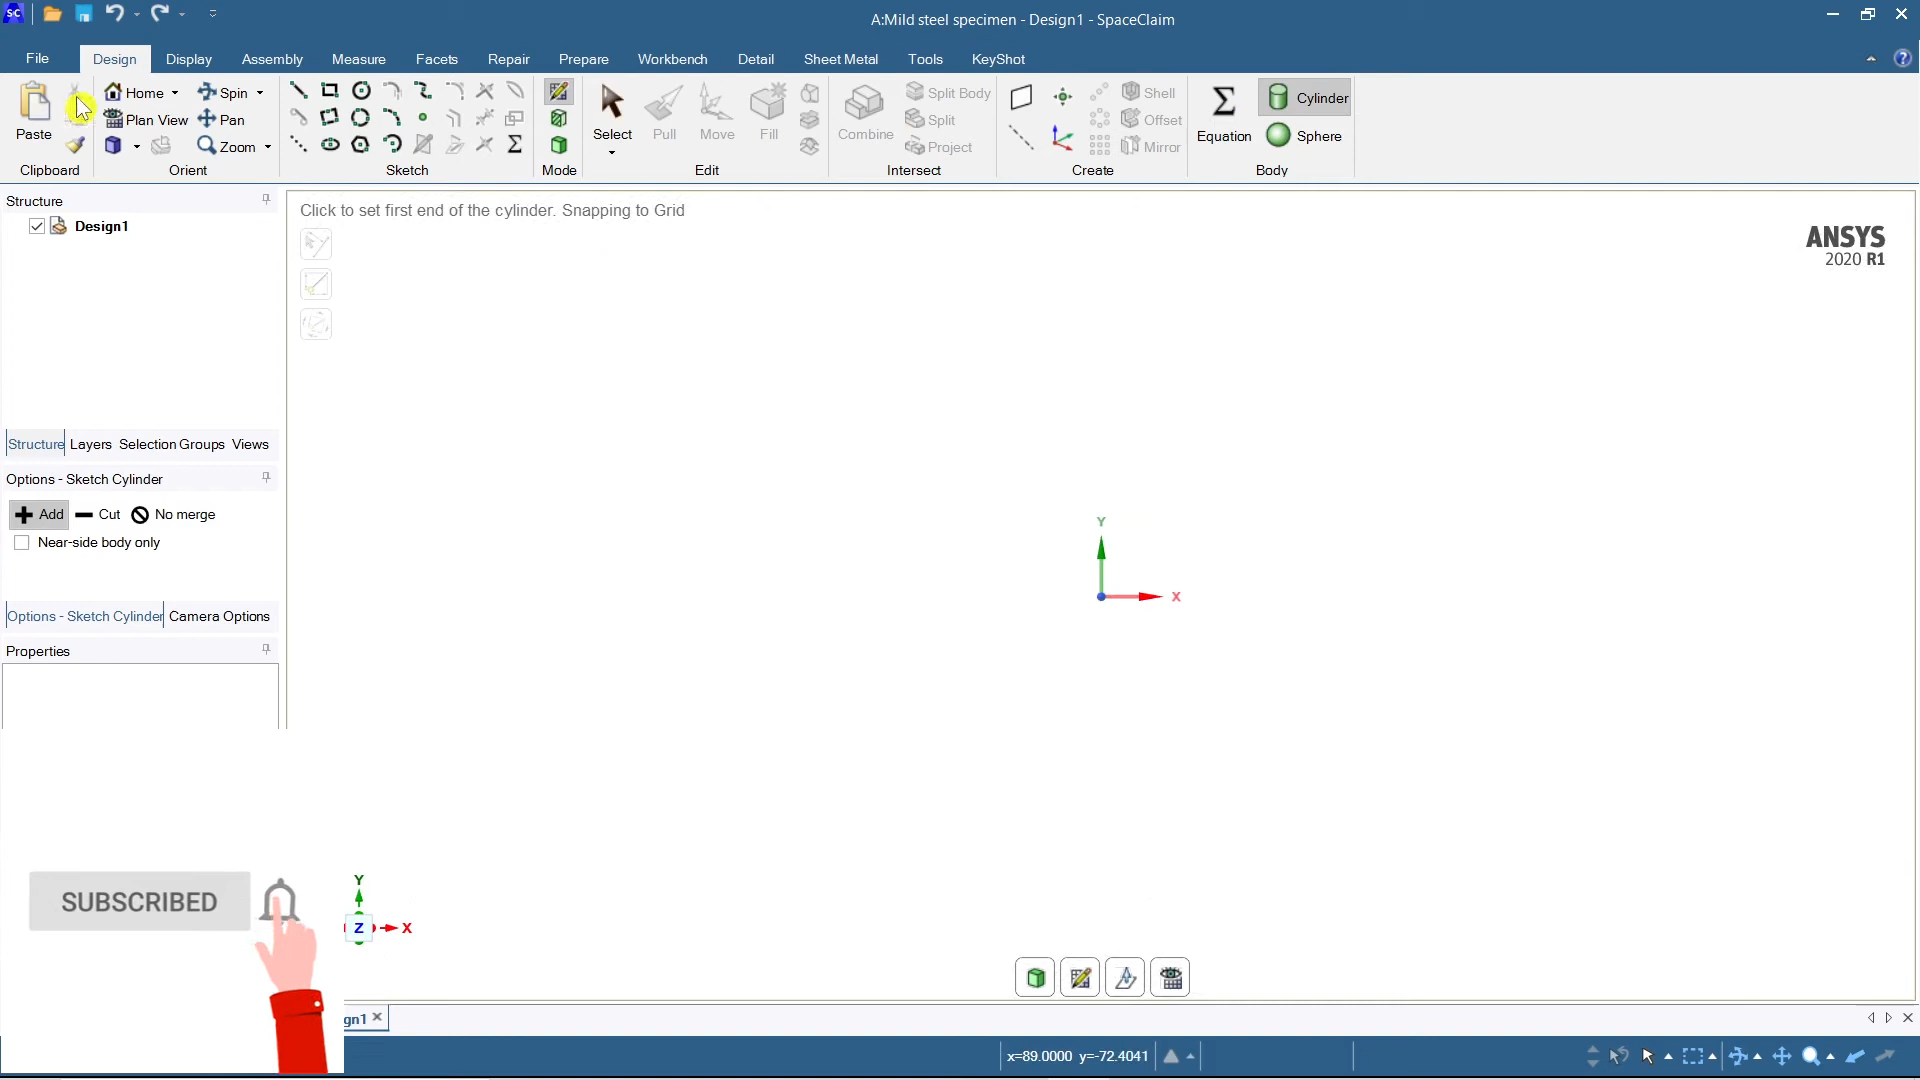 SC
A:Mild steel specimen - Design1 - SpaceClaim
File Design Display Assembly Measure Facets Repair Prepare Workbench Detail Sheet Metal Tools KeyShot
Paste
Clipboard
Home Spin
Plan View Pan
Zoom
Orient
Sketch
Mode
Select Pull Move Fill
Edit
Combine
Split Body
Split
Project
Intersect
Shell
Offset
Mirror
Create
Equation
Cylinder
Sphere
Body
Structure
Design1
Structure Layers Selection Groups Views
Options - Sketch Cylinder
Add Cut No merge
Near-side body only
Options - Sketch Cylinder Camera Options
Properties
Click to set first end of the cylinder. Snapping to Grid
ANSYS
2020 R1
Y
X
SUBSCRIBED
Y
Z X
gn1
x=89.0000 y=-72.4041